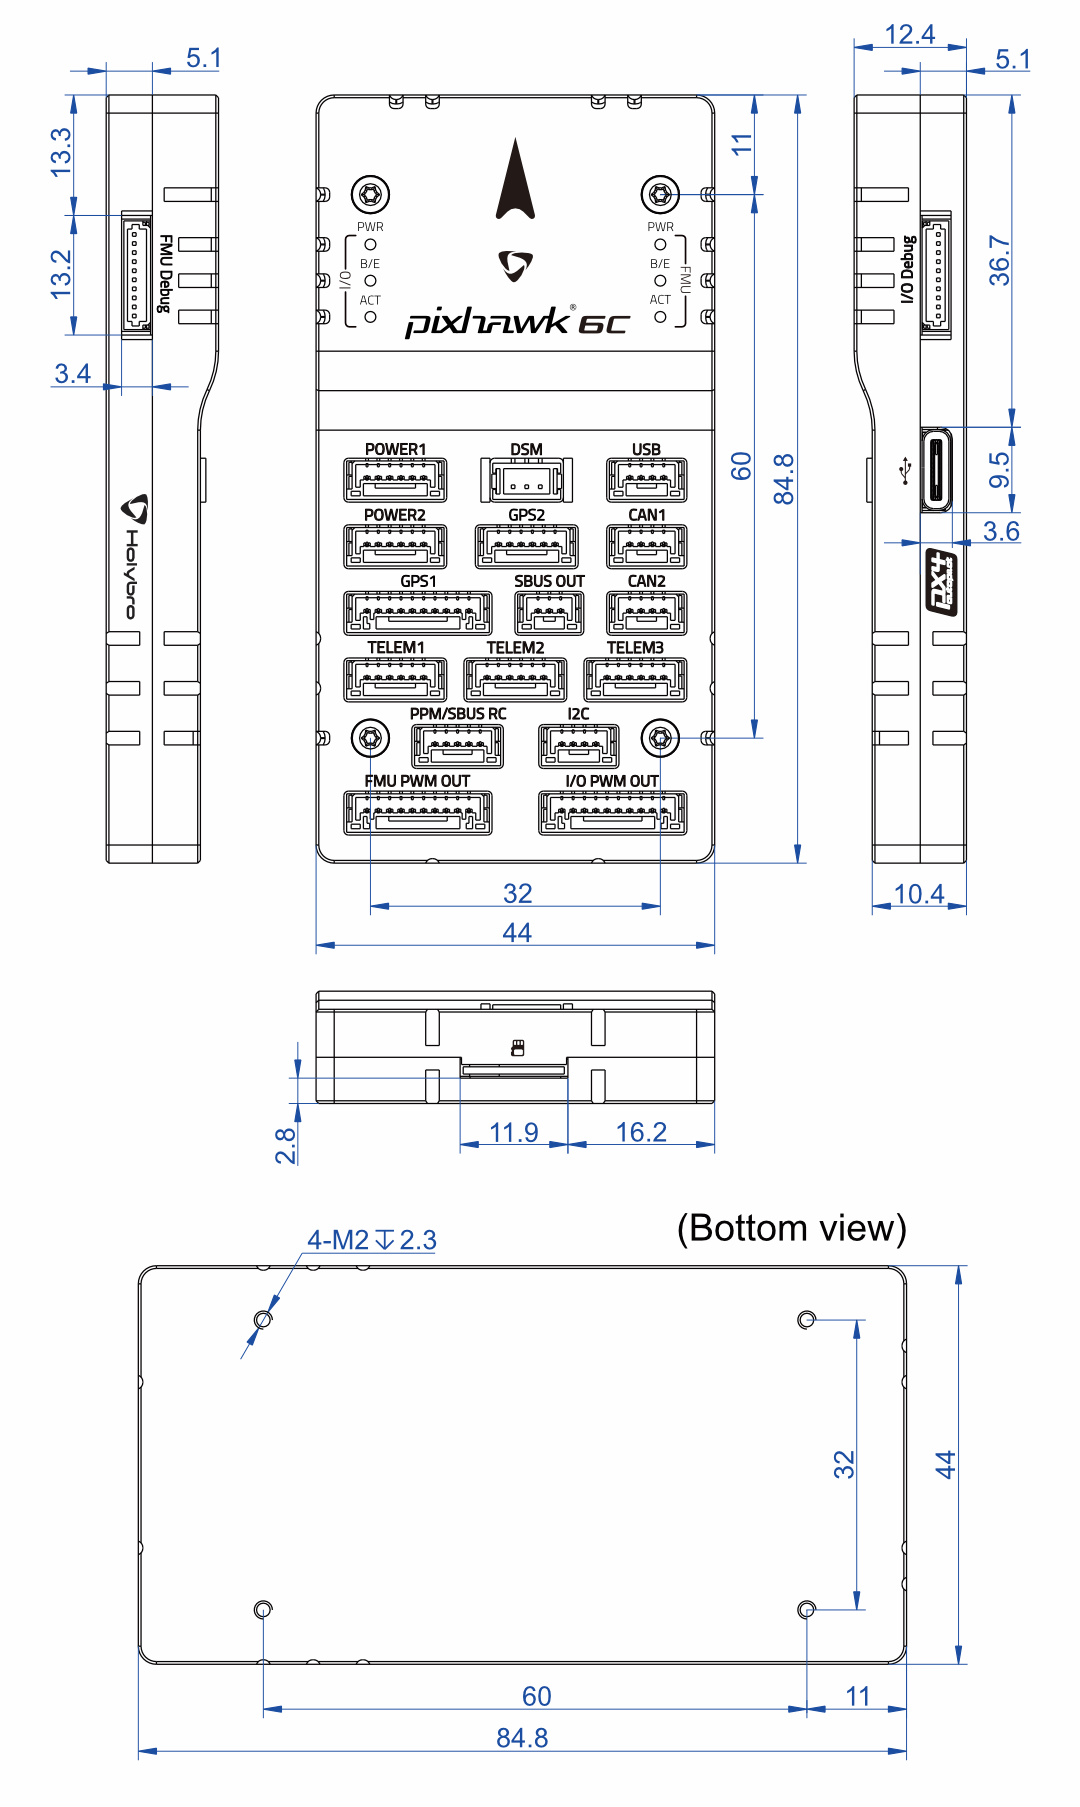 12.4
5.1
5.1
13.3
11
PWR
PWR
13.2
FMU Debug
B/E
B/E
I/O
FMU
I/O Debug
36.7
ACT
ACT
pixhawk® 6C
3.4
POWER1
DSM
USB
60
84.8
9.5
POWER2
GPS2
CAN1
3.6
Holybro
GPS1
SBUS OUT
CAN2
PX4
autopilot
TELEM1
TELEM2
TELEM3
PPM/SBUS RC
I2C
FMU PWM OUT
I/O PWM OUT
32
10.4
44
2.8
11.9
16.2
(Bottom view)
4-M2↧2.3
32
44
60
11
84.8